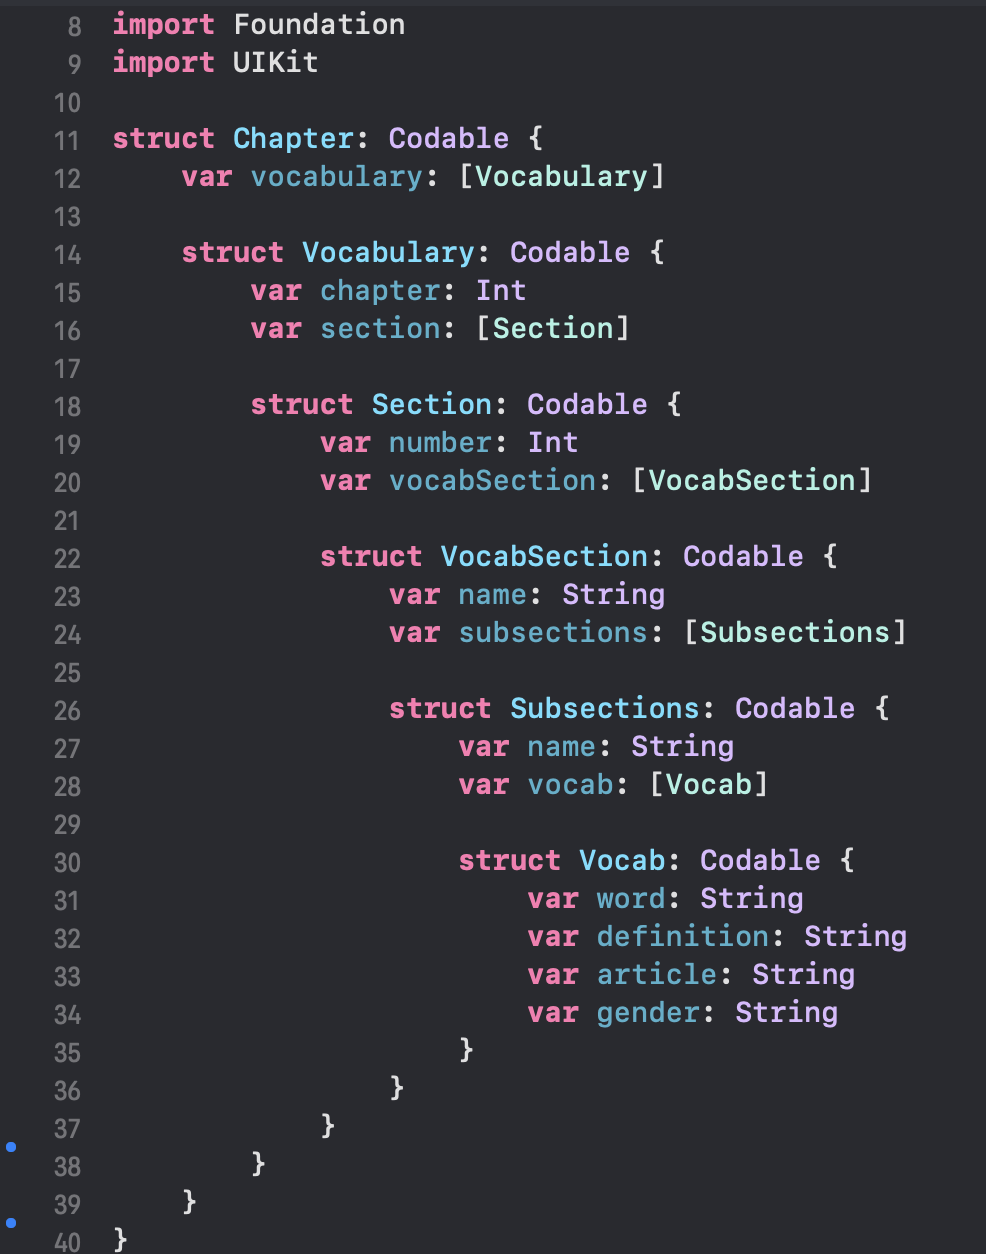 8 import Foundation
9 import UIKit
10
11 struct Chapter: Codable {
12     var vocabulary: [Vocabulary]
13
14     struct Vocabulary: Codable {
15         var chapter: Int
16         var section: [Section]
17
18         struct Section: Codable {
19             var number: Int
20             var vocabSection: [VocabSection]
21
22             struct VocabSection: Codable {
23                 var name: String
24                 var subsections: [Subsections]
25
26                 struct Subsections: Codable {
27                     var name: String
28                     var vocab: [Vocab]
29
30                     struct Vocab: Codable {
31                         var word: String
32                         var definition: String
33                         var article: String
34                         var gender: String
35                     }
36                 }
37             }
38         }
39     }
40 }